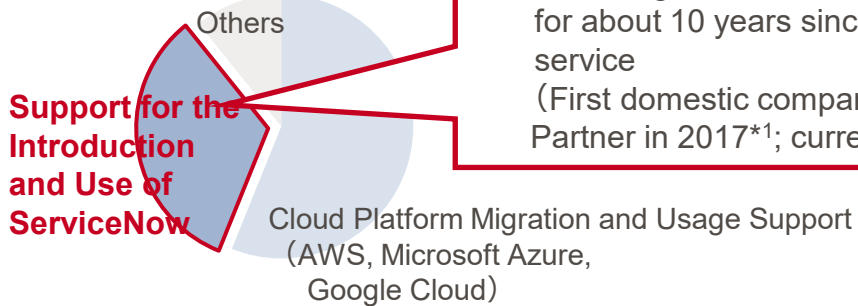 Others
for about 10 years sinc
service
（First domestic compar
Partner in 2017*1; curre
Support for the
Introduction
and Use of
ServiceNow
Cloud Platform Migration and Usage Support
（AWS, Microsoft Azure,
Google Cloud）